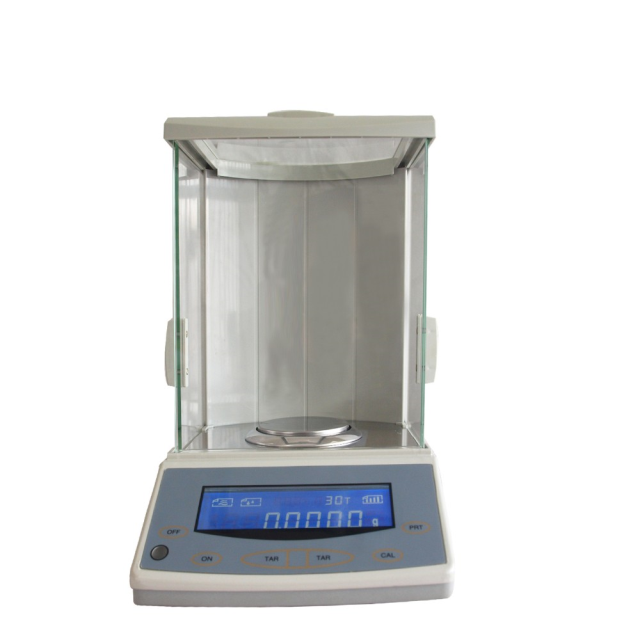 30T
0.0000 g
OFF
PRT
ON
TAR
TAR
CAL